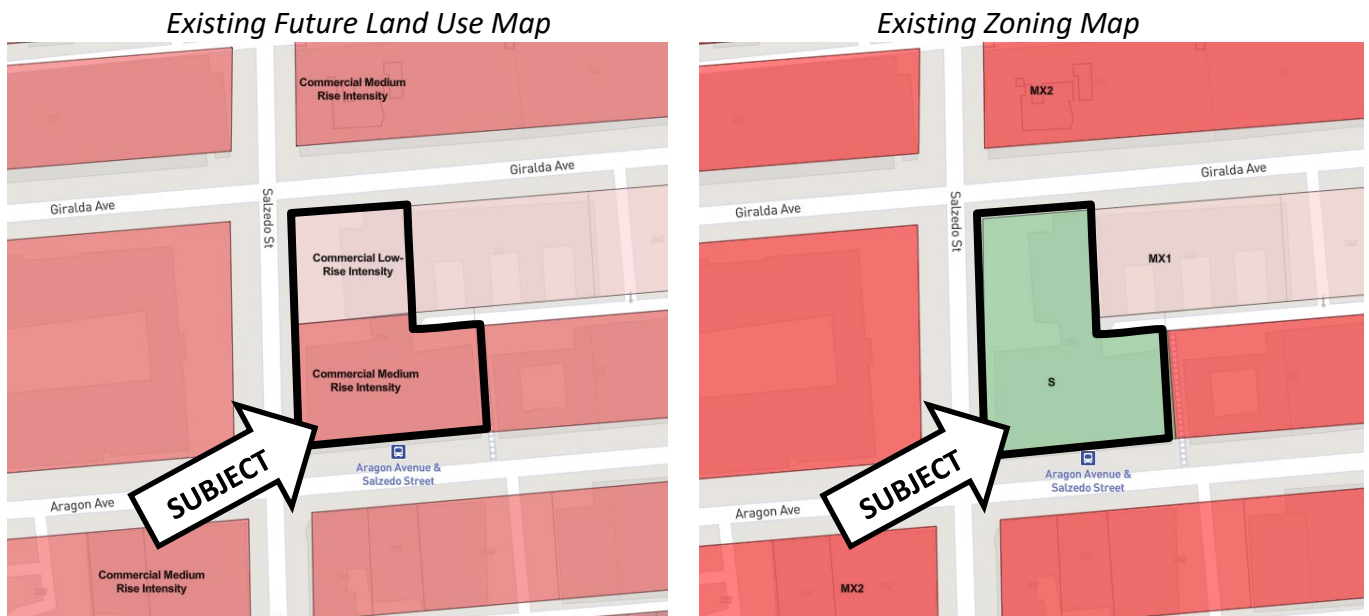 Existing Future Land Use Map
Commercial Medium
Rise Intensity
Giralda Ave
Giralda Ave
Salzedo St
Commercial Low-
Rise Intensity
Commercial Medium
Rise Intensity
SUBJECT
Aragon Avenue &
Salzedo Street
Aragon Ave
Commercial Medium
Rise Intensity
Existing Zoning Map
MX2
Giralda Ave
Giralda Ave
Salzedo St
MX1
S
SUBJECT
Aragon Avenue &
Salzedo Street
Aragon Ave
MX2